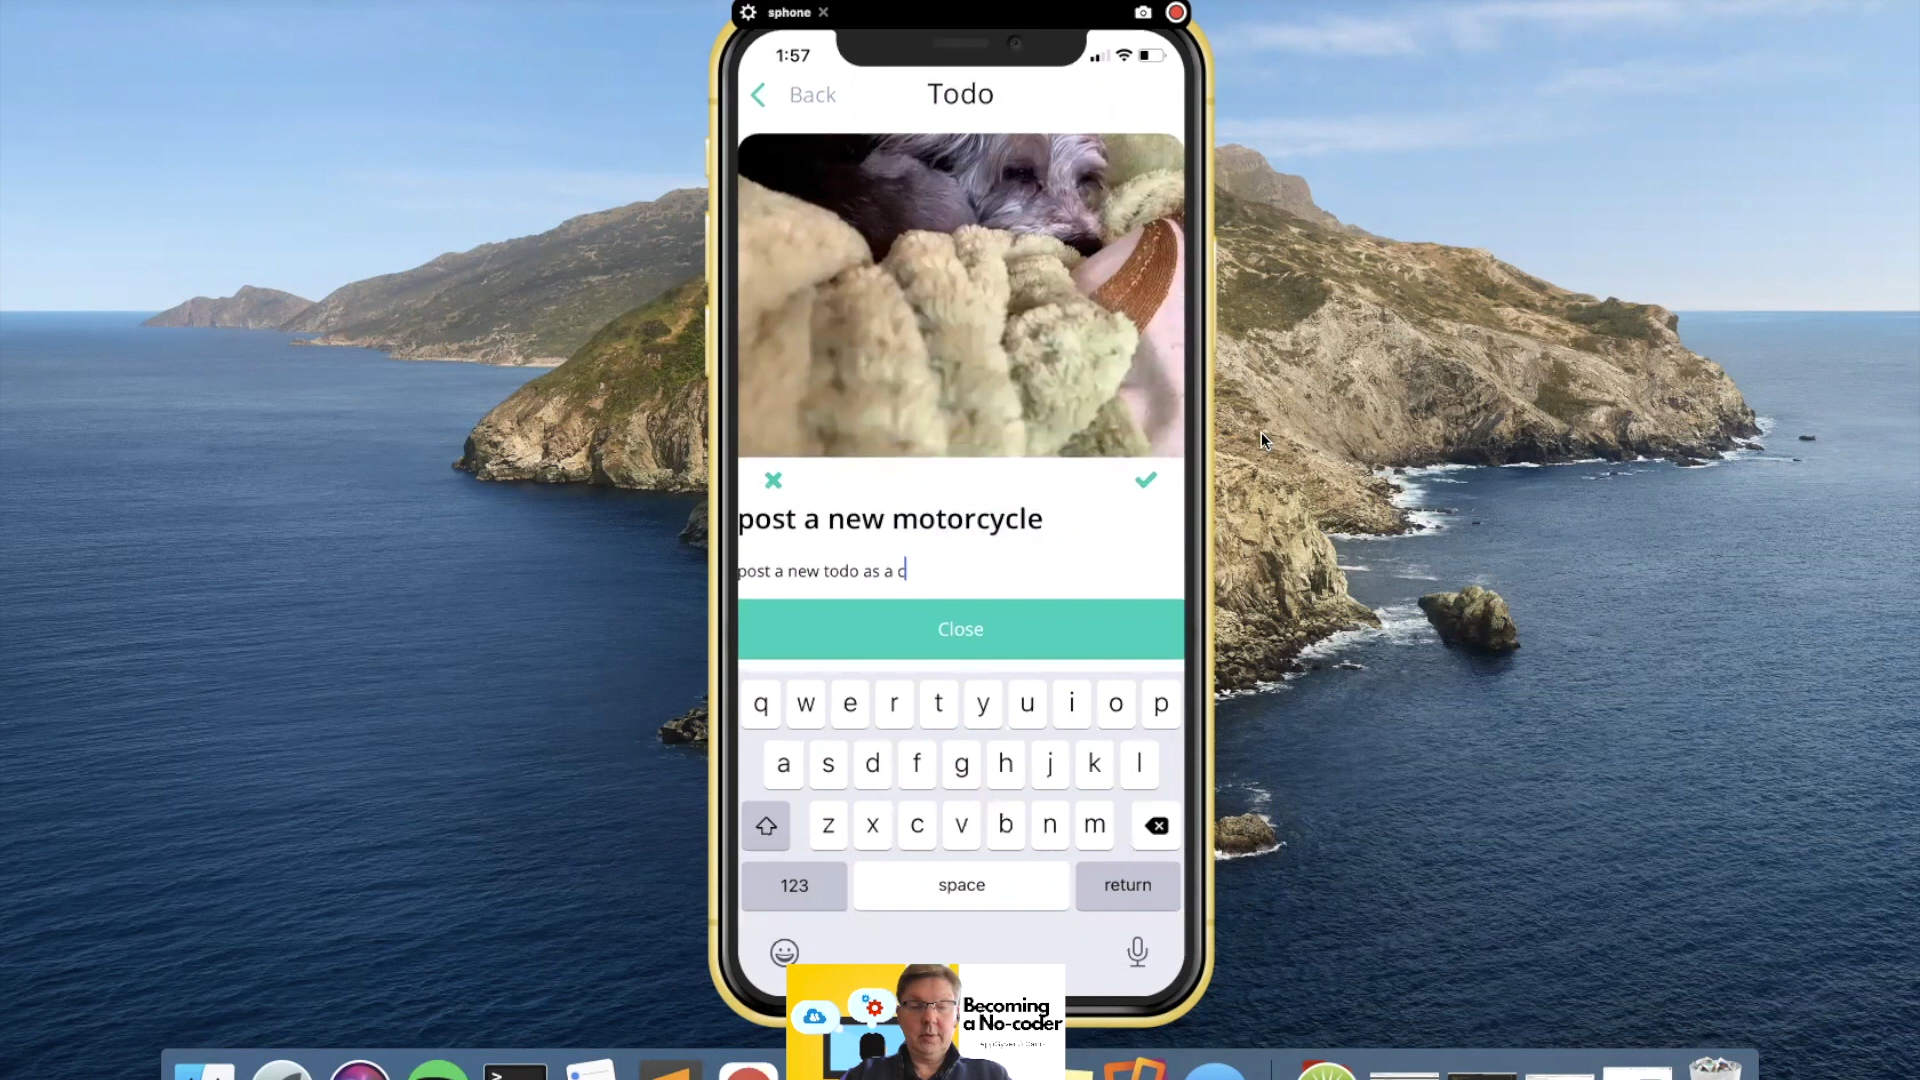 sphone
1:57
Back
Todo
post a new motorcycle
post a new todo as a c
Close
q w e r t y u i o p
a s d f g h j k l
z x c v b n m
123
space
return
Becoming
a No-coder